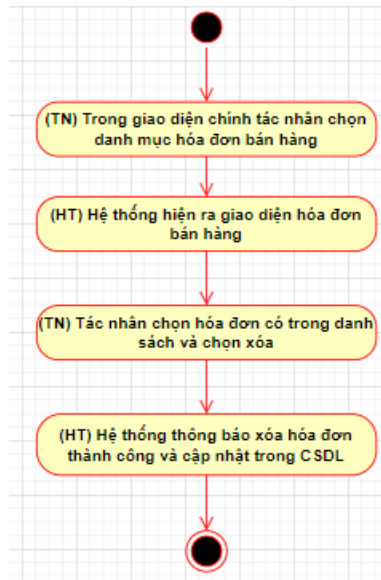 (TN) Trong giao diện chính tác nhân chọn
danh mục hóa đơn bán hàng
(HT) Hệ thống hiện ra giao diện hóa đơn
bán hàng
(TN) Tác nhân chọn hóa đơn có trong danh
sách và chọn xóa
(HT) Hệ thống thông báo xóa hóa đơn
thành công và cập nhật trong CSDL